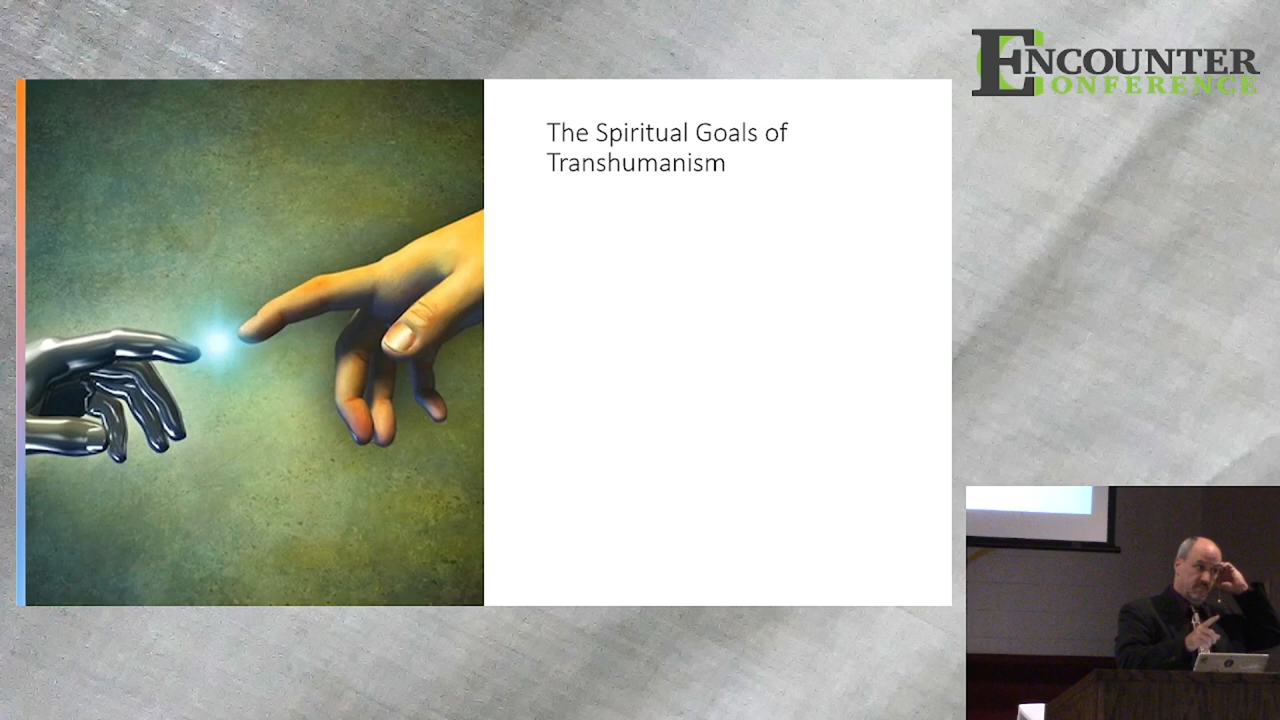 ENCOUNTER
CONFERENCE
The Spiritual Goals of
Transhumanism